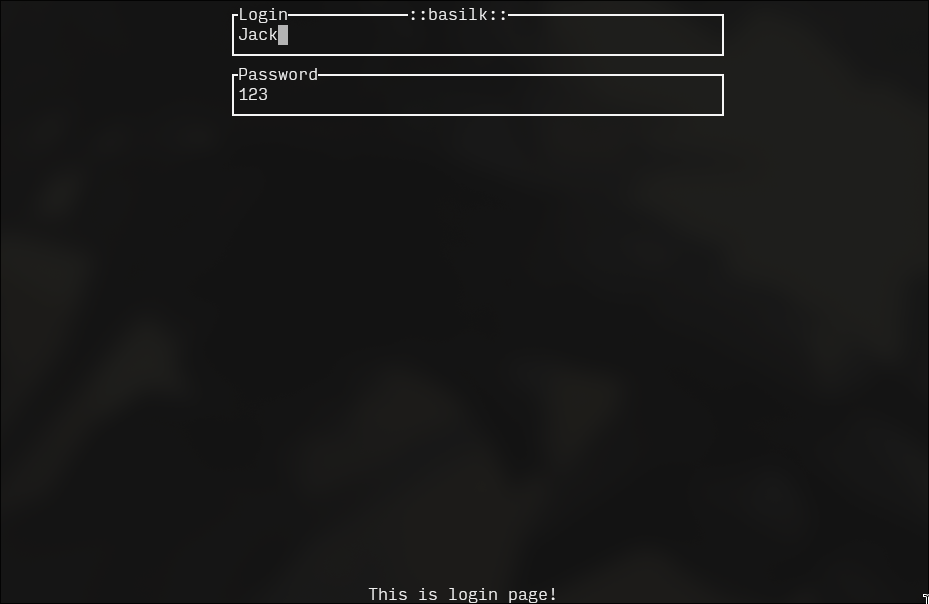 Login ::basilk::
Jack
Password
123
This is login page!